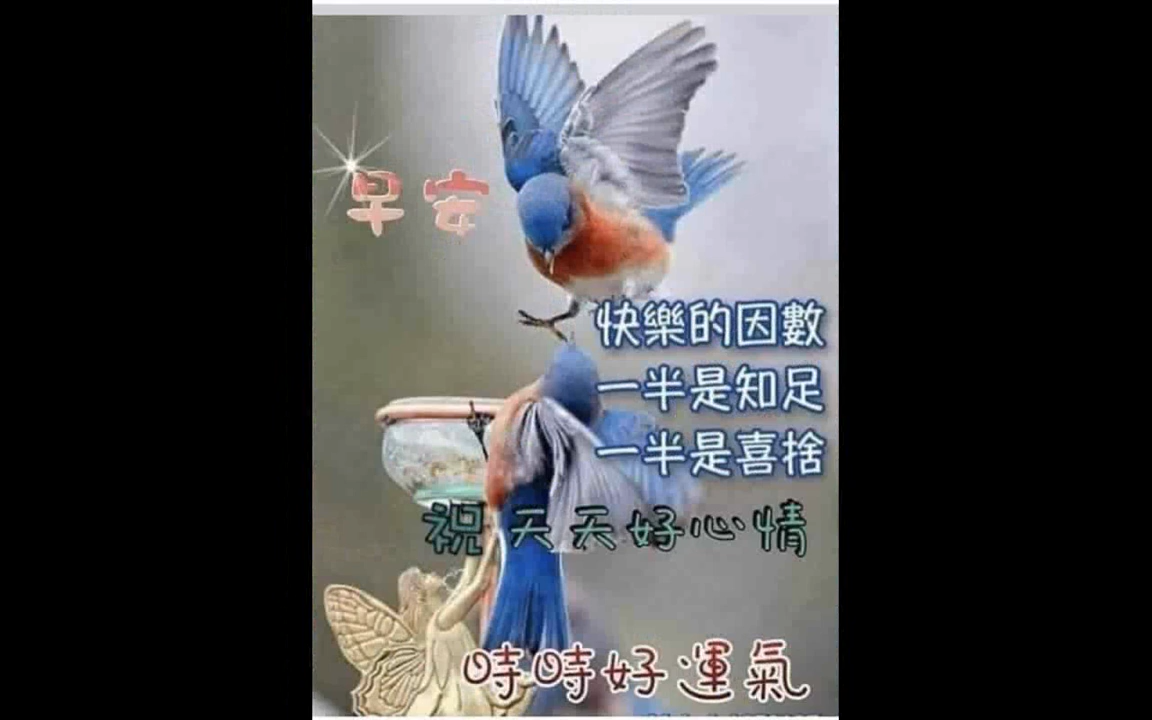 早安
快樂的因數
一半是知足
一半是喜捨
祝 天天好心情
時時好運氣